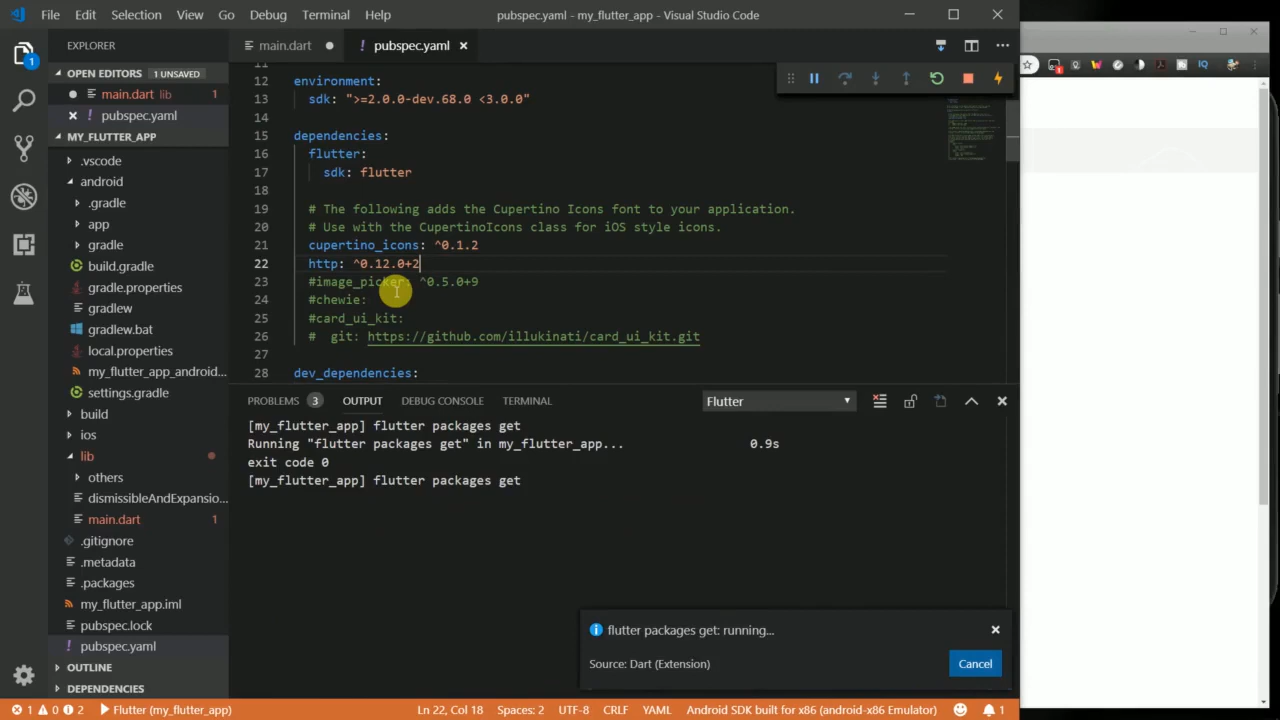 File Edit Selection View Go Debug Terminal Help pubspec.yaml - my_flutter_app - Visual Studio Code
EXPLORER
OPEN EDITORS 1 UNSAVED
main.dart lib 1
pubspec.yaml
MY_FLUTTER_APP
.vscode
android
.gradle
app
gradle
build.gradle
gradle.properties
gradlew
gradlew.bat
local.properties
my_flutter_app_android...
settings.gradle
build
ios
lib
others
dismissibleAndExpansio...
main.dart 1
.gitignore
.metadata
.packages
my_flutter_app.iml
pubspec.lock
pubspec.yaml
OUTLINE
DEPENDENCIES
main.dart
pubspec.yaml
11
12 environment:
13 sdk: ">=2.0.0-dev.68.0 <3.0.0"
14
15 dependencies:
16 flutter:
17 sdk: flutter
18
19 # The following adds the Cupertino Icons font to your application.
20 # Use with the CupertinoIcons class for iOS style icons.
21 cupertino_icons: ^0.1.2
22 http: ^0.12.0+2
23 #image_picker: ^0.5.0+9
24 #chewie:
25 #card_ui_kit:
26 # git: https://github.com/illukinati/card_ui_kit.git
27
28 dev_dependencies:
PROBLEMS 3 OUTPUT DEBUG CONSOLE TERMINAL Flutter
[my_flutter_app] flutter packages get
Running "flutter packages get" in my_flutter_app... 0.9s
exit code 0
[my_flutter_app] flutter packages get
flutter packages get: running...
Source: Dart (Extension)
Cancel
1 0 2 Flutter (my_flutter_app) Ln 22, Col 18 Spaces: 2 UTF-8 CRLF YAML Android SDK built for x86 (android-x86 Emulator) 1